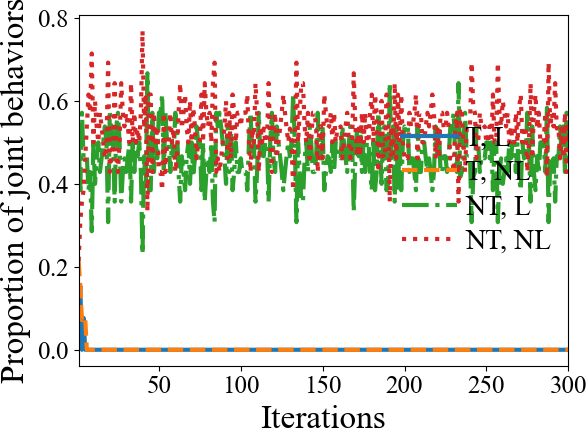 Proportion of joint behaviors
0.8
0.6
0.4
0.2
0.0
T, L
T, NL
NT, L
NT, NL
50
100
150
200
250
300
Iterations